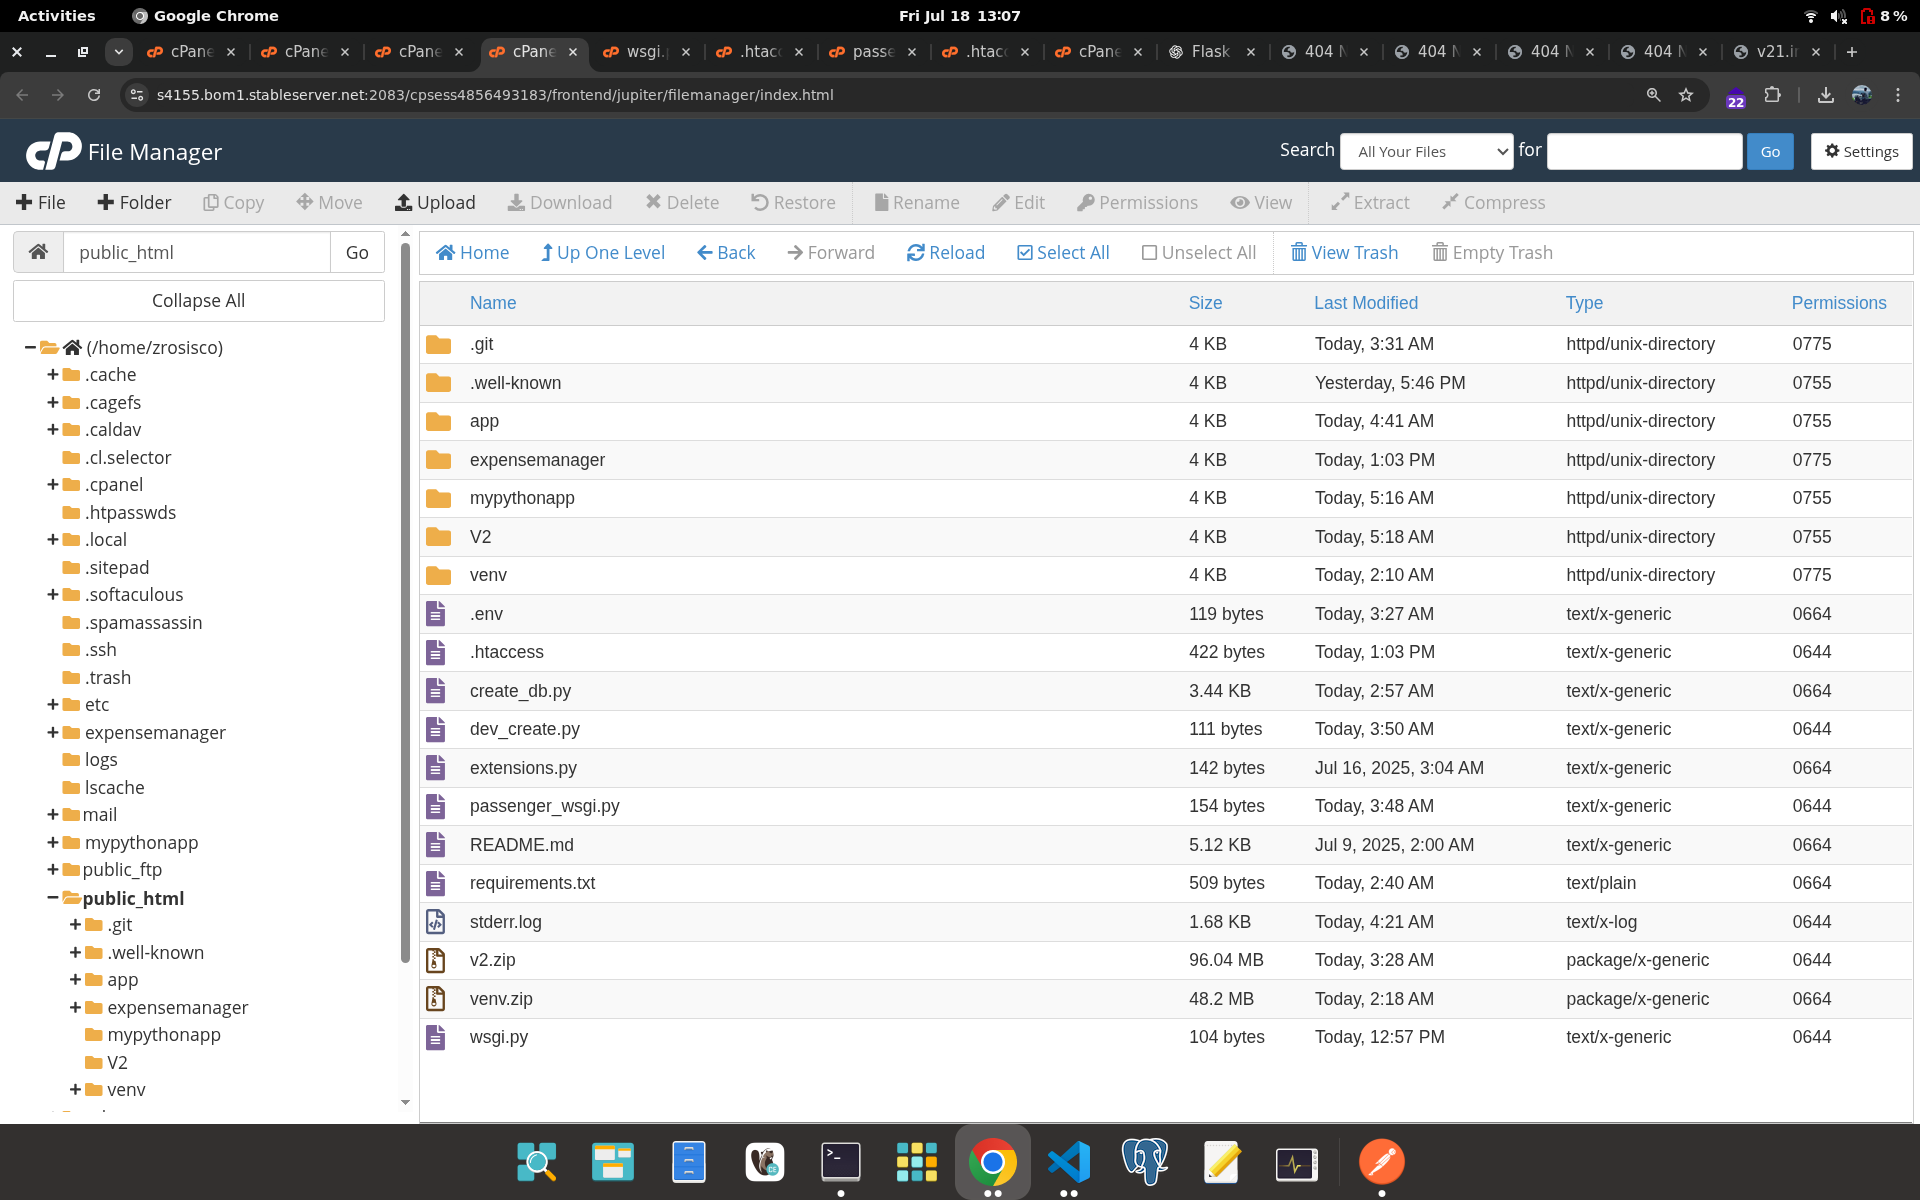 Activities Google Chrome Fri Jul 18 13:07 8 %
cPane cPane cPane cPane wsgi. .htacc passe .htacc cPane Flask 404 N 404 N 404 N 404 N v21.i
s4155.bom1.stableserver.net:2083/cpsess4856493183/frontend/jupiter/filemanager/index.html 22
cP File Manager Search All Your Files for Go Settings
File Folder Copy Move Upload Download Delete Restore Rename Edit Permissions View Extract Compress
public_html Go
Collapse All
(/home/zrosisco)
.cache
.cagefs
.caldav
.cl.selector
.cpanel
.htpasswds
.local
.sitepad
.softaculous
.spamassassin
.ssh
.trash
etc
expensemanager
logs
lscache
mail
mypythonapp
public_ftp
public_html
.git
.well-known
app
expensemanager
mypythonapp
V2
venv
Home Up One Level Back Forward Reload Select All Unselect All View Trash Empty Trash
Name Size Last Modified Type Permissions
.git 4 KB Today, 3:31 AM httpd/unix-directory 0775
.well-known 4 KB Yesterday, 5:46 PM httpd/unix-directory 0755
app 4 KB Today, 4:41 AM httpd/unix-directory 0755
expensemanager 4 KB Today, 1:03 PM httpd/unix-directory 0775
mypythonapp 4 KB Today, 5:16 AM httpd/unix-directory 0755
V2 4 KB Today, 5:18 AM httpd/unix-directory 0755
venv 4 KB Today, 2:10 AM httpd/unix-directory 0775
.env 119 bytes Today, 3:27 AM text/x-generic 0664
.htaccess 422 bytes Today, 1:03 PM text/x-generic 0644
create_db.py 3.44 KB Today, 2:57 AM text/x-generic 0664
dev_create.py 111 bytes Today, 3:50 AM text/x-generic 0644
extensions.py 142 bytes Jul 16, 2025, 3:04 AM text/x-generic 0664
passenger_wsgi.py 154 bytes Today, 3:48 AM text/x-generic 0644
README.md 5.12 KB Jul 9, 2025, 2:00 AM text/x-generic 0664
requirements.txt 509 bytes Today, 2:40 AM text/plain 0664
stderr.log 1.68 KB Today, 4:21 AM text/x-log 0644
v2.zip 96.04 MB Today, 3:28 AM package/x-generic 0644
venv.zip 48.2 MB Today, 2:18 AM package/x-generic 0664
wsgi.py 104 bytes Today, 12:57 PM text/x-generic 0644